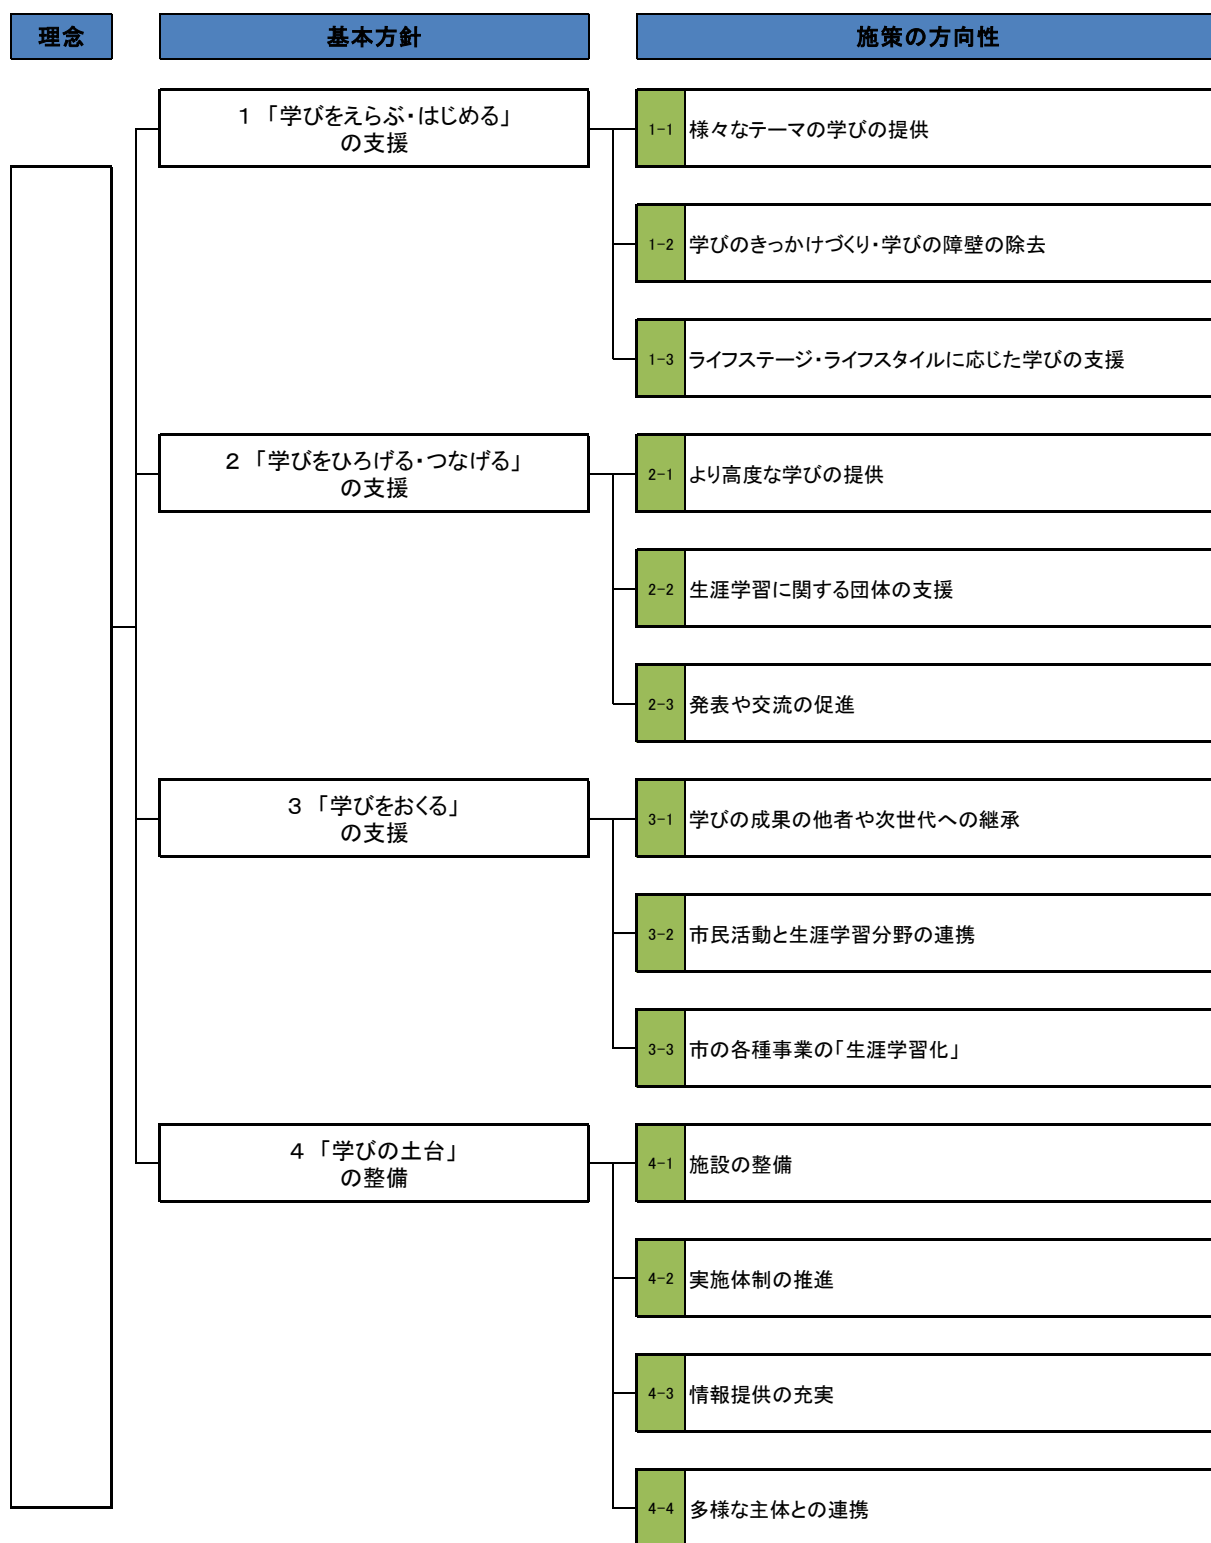 理念
基本方針
施策の方向性
1 「学びをえらぶ・はじめる」
の支援
1-1 様々なテーマの学びの提供
1-2 学びのきっかけづくり・学びの障壁の除去
1-3 ライフステージ・ライフスタイルに応じた学びの支援
2 「学びをひろげる・つなげる」
の支援
2-1 より高度な学びの提供
2-2 生涯学習に関する団体の支援
2-3 発表や交流の促進
3 「学びをおくる」
の支援
3-1 学びの成果の他者や次世代への継承
3-2 市民活動と生涯学習分野の連携
3-3 市の各種事業の「生涯学習化」
4 「学びの土台」
の整備
4-1 施設の整備
4-2 実施体制の推進
4-3 情報提供の充実
4-4 多様な主体との連携